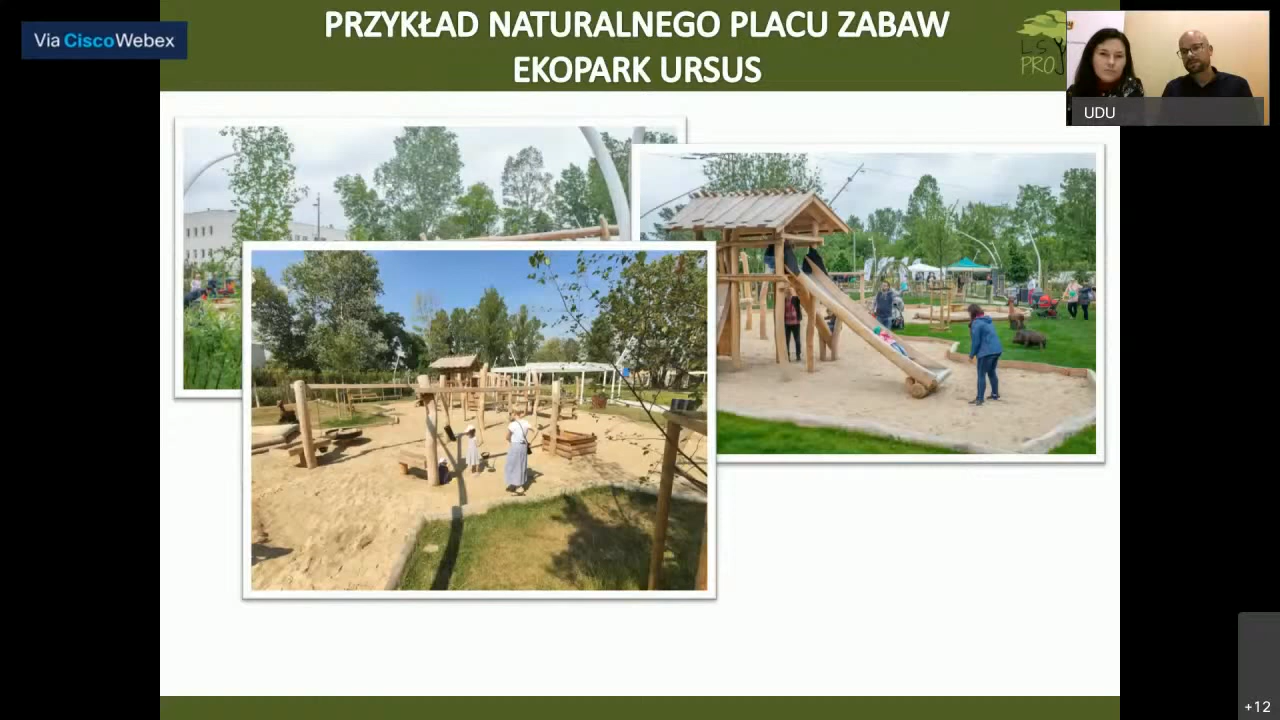 Via CiscoWebex
PRZYKŁAD NATURALNEGO PLACU ZABAW
EKOPARK URSUS
UDU
+12